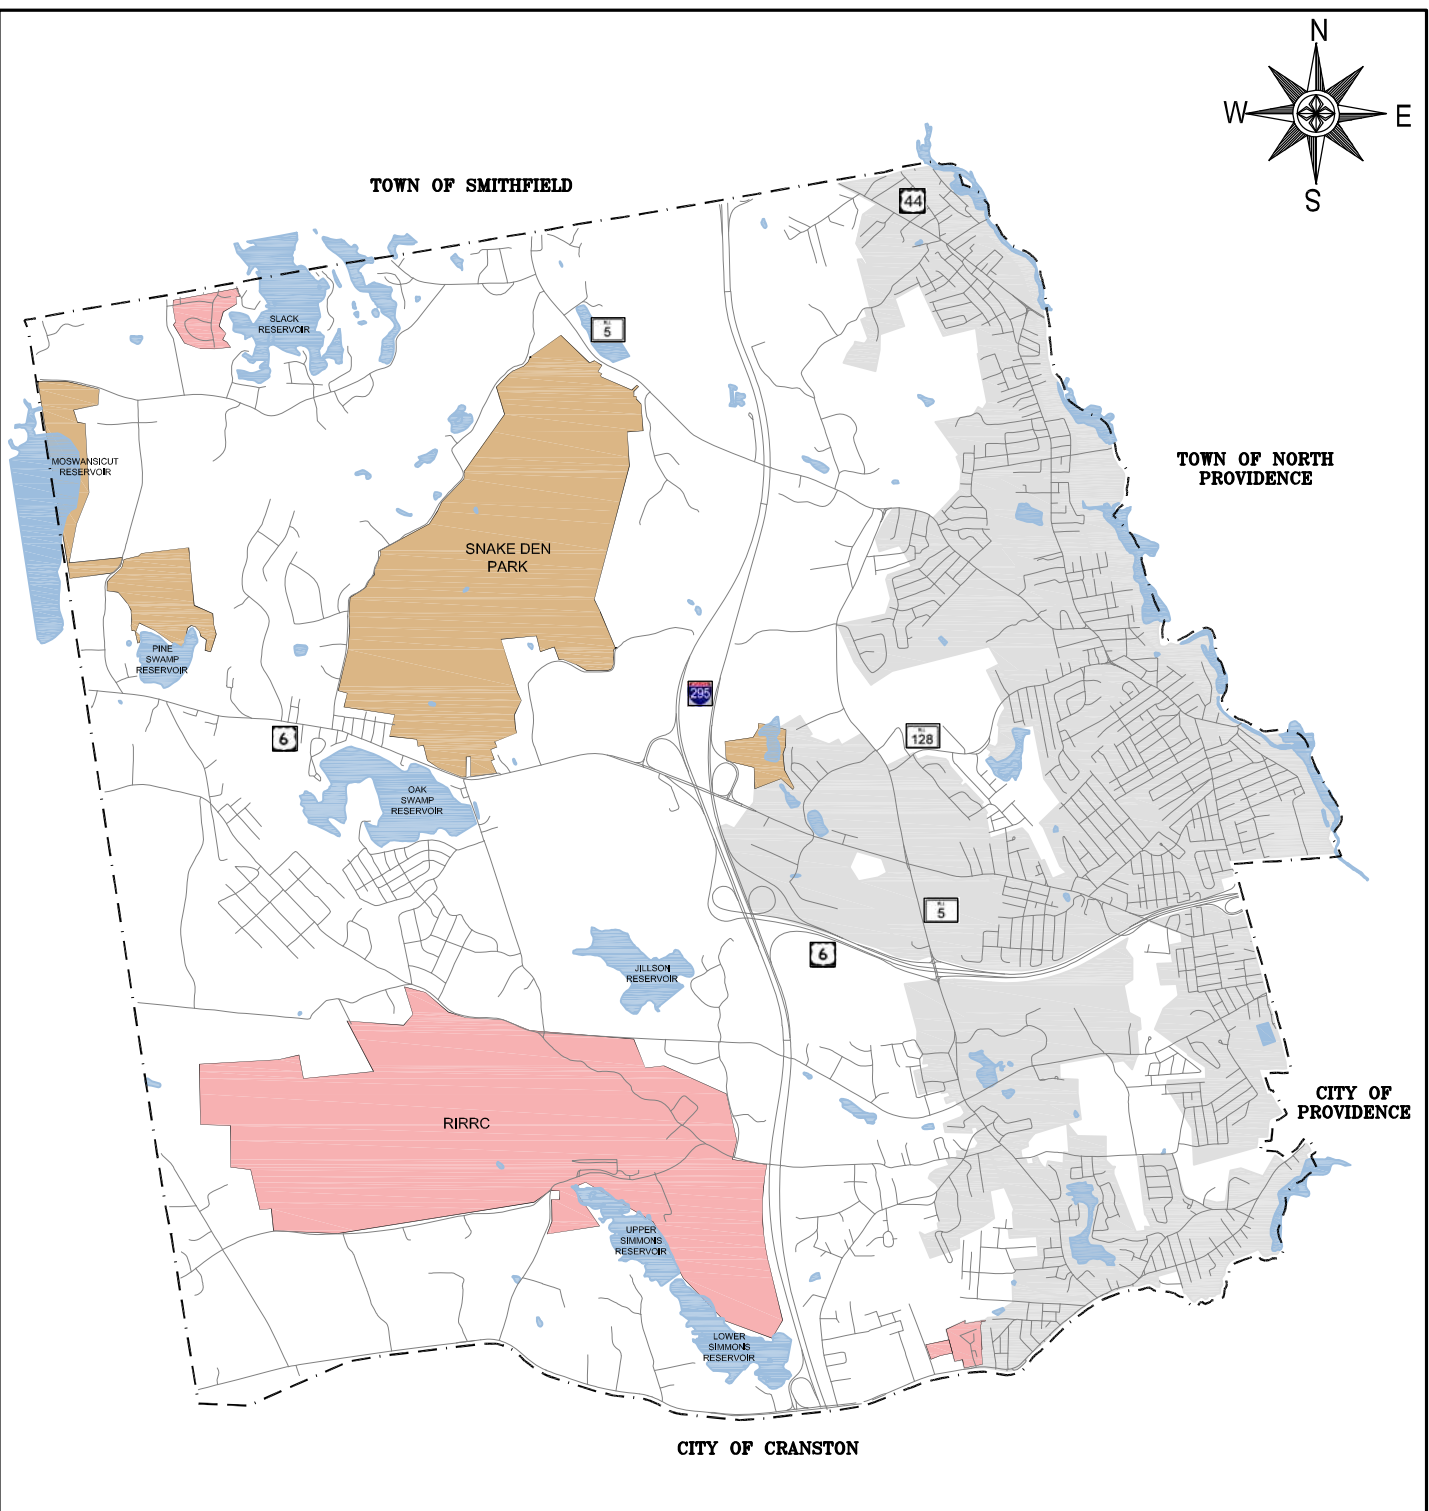 N
W
E
S
TOWN OF SMITHFIELD
44
SLACK
RESERVOIR
R.I.
5
MOSWANSICUT
RESERVOIR
TOWN OF NORTH
PROVIDENCE
SNAKE DEN
PARK
PINE
SWAMP
RESERVOIR
295
6
R.I.
128
OAK
SWAMP
RESERVOIR
R.I.
5
6
JILLSON
RESERVOIR
CITY OF
PROVIDENCE
RIRRC
UPPER
SIMMONS
RESERVOIR
LOWER
SIMMONS
RESERVOIR
CITY OF CRANSTON